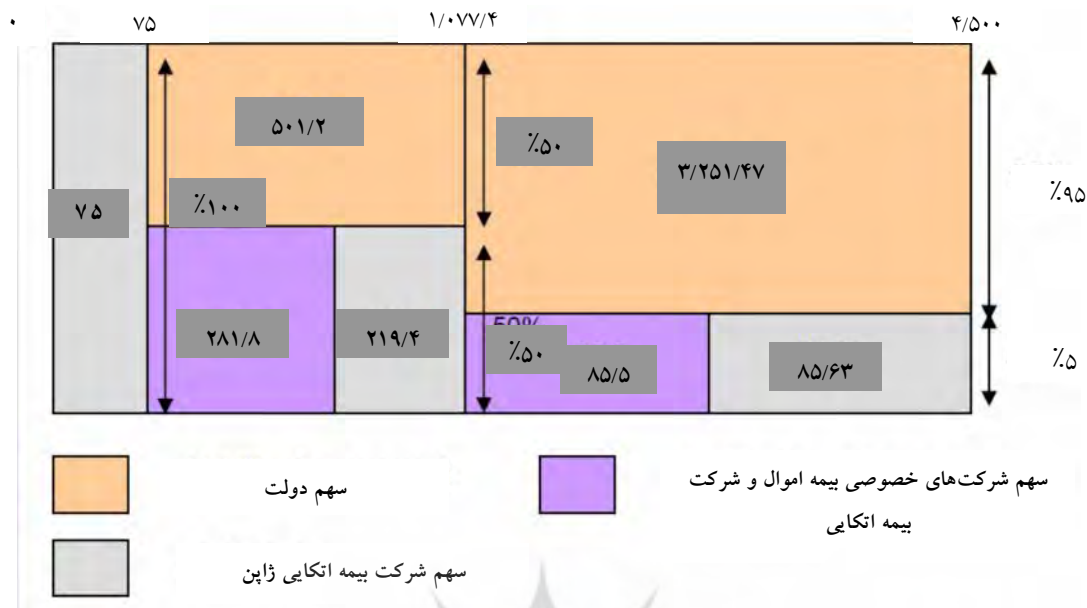 ۰ ۷۵ ۱/۰۷۷/۴ ۴/۵۰۰
۵۰۱/۲
٪۵۰
۳/۲۵۱/۴۷
٪۹۵
۷۵
٪۱۰۰
۲۸۱/۸
۲۱۹/۴
50%
٪۵۰
۸۵/۵
۸۵/۶۳
٪۵
سهم دولت
سهم شرکت‌های خصوصی بیمه اموال و شرکت
بیمه اتکایی
سهم شرکت بیمه اتکایی ژاپن